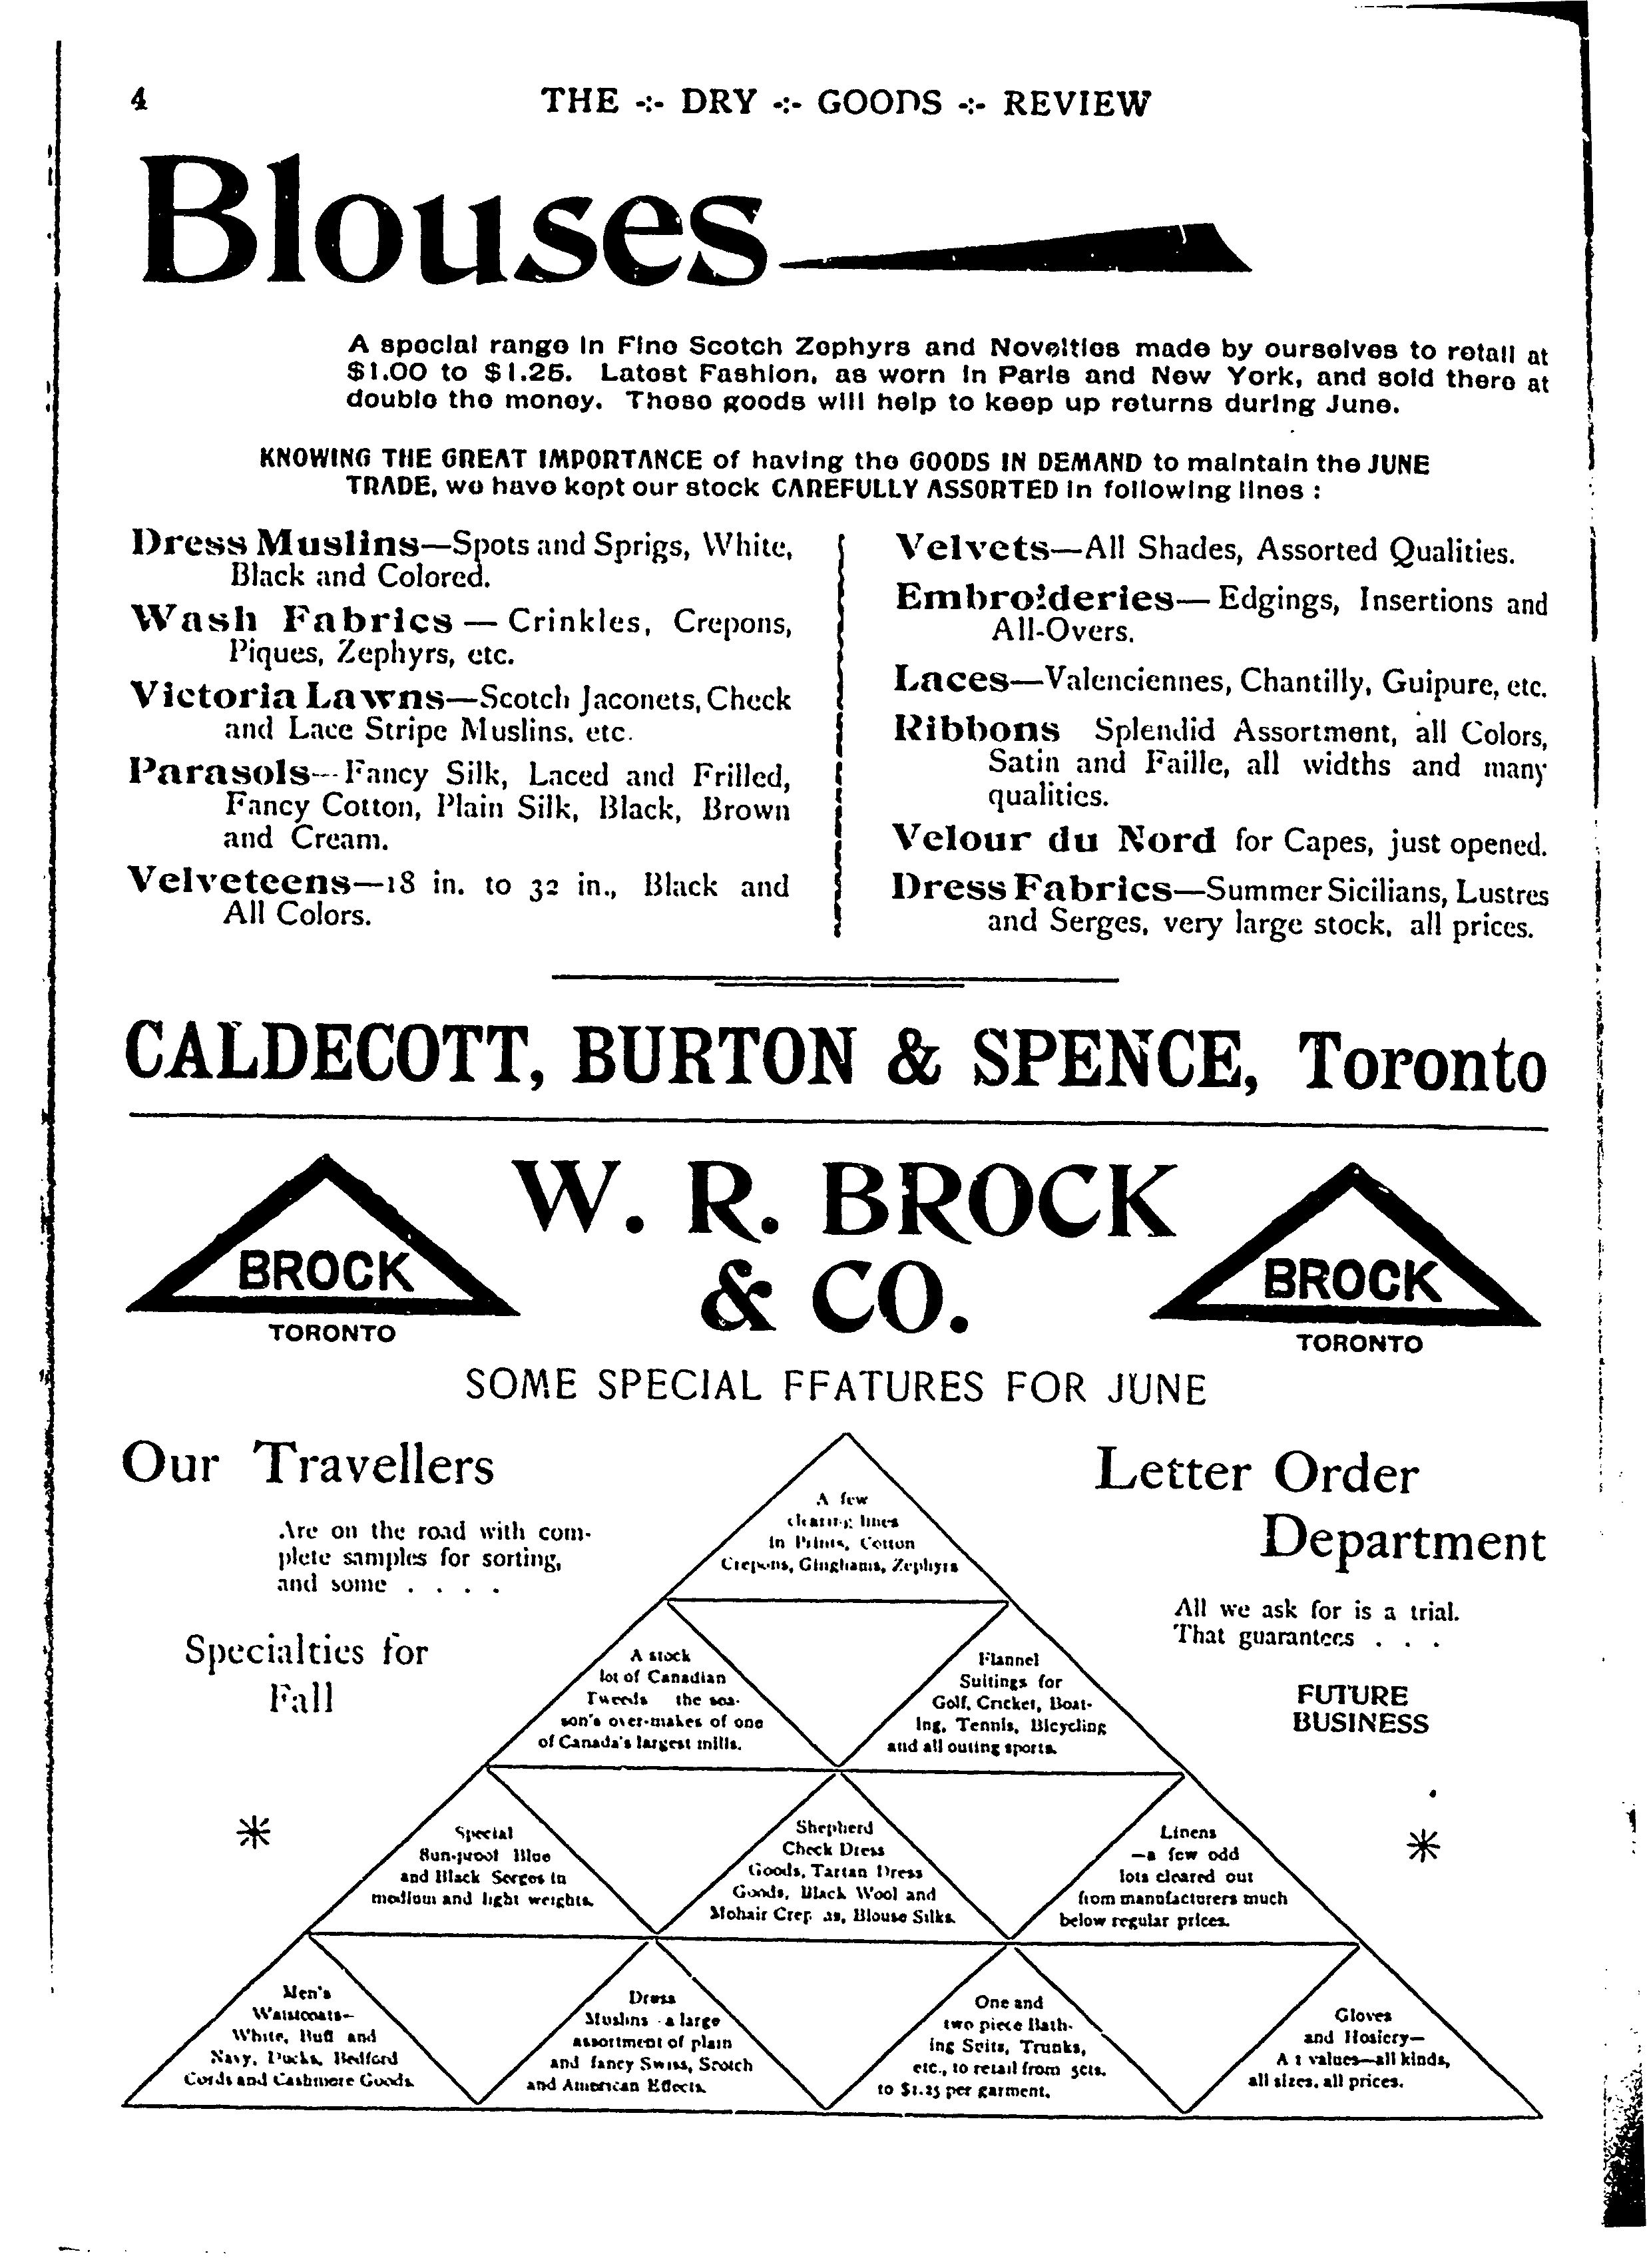 4
THE -:- DRY -:- GOODS -:- REVIEW
Blouses
A special range in Fine Scotch Zephyrs and Novelties made by ourselves to retail at
$1.00 to $1.25. Latest Fashion, as worn in Paris and New York, and sold there at
double the money. These goods will help to keep up returns during June.
KNOWING THE GREAT IMPORTANCE of having the GOODS IN DEMAND to maintain the JUNE
TRADE, we have kept our stock CAREFULLY ASSORTED in following lines :
Dress Muslins—Spots and Sprigs, White,
Black and Colored.
Wash Fabrics — Crinkles, Crepons,
Piques, Zephyrs, etc.
Victoria Lawns—Scotch Jaconets, Check
and Lace Stripe Muslins, etc.
Parasols—Fancy Silk, Laced and Frilled,
Fancy Cotton, Plain Silk, Black, Brown
and Cream.
Velveteens—18 in. to 32 in., Black and
All Colors.
Velvets—All Shades, Assorted Qualities.
Embroideries—Edgings, Insertions and
All-Overs.
Laces—Valenciennes, Chantilly, Guipure, etc.
Ribbons Splendid Assortment, all Colors,
Satin and Faille, all widths and many
qualities.
Velour du Nord for Capes, just opened.
Dress Fabrics—Summer Sicilians, Lustres
and Serges, very large stock, all prices.
CALDECOTT, BURTON & SPENCE, Toronto
BROCK
TORONTO
W. R. BROCK
& CO.
BROCK
TORONTO
SOME SPECIAL FFATURES FOR JUNE
Our Travellers
Are on the road with com-
plete samples for sorting,
and some . . . .
Specialties for
Fall
Letter Order
Department
All we ask for is a trial.
That guarantees . . .
FUTURE
BUSINESS
A few
clearing lines
in Prints, Cotton
Crepons, Ginghams, Zephyrs
A stock
lot of Canadian
Tweeds the sea-
son's over-makes of one
of Canada's largest mills.
Flannel
Suitings for
Golf, Cricket, Boat-
ing, Tennis, Bicycling
and all outing sports.
Special
Sun-proof Blue
and Black Serges in
medium and light weights.
Shepherd
Check Dress
Goods, Tartan Dress
Goods, Black Wool and
Mohair Crepons, Blouse Silks.
Linens
—a few odd
lots cleared out
from manufacturers much
below regular prices.
Men's
Waistcoats—
White, Buff and
Navy, Ducks, Bedford
Cords and Cashmere Goods.
Dress
Muslins - a large
assortment of plain
and fancy Swiss, Scotch
and American Effects.
One and
two piece Bath-
ing Suits, Trunks,
etc., to retail from 5cts.
to $1.25 per garment.
Gloves
and Hosiery—
A 1 values—all kinds,
all sizes, all prices.